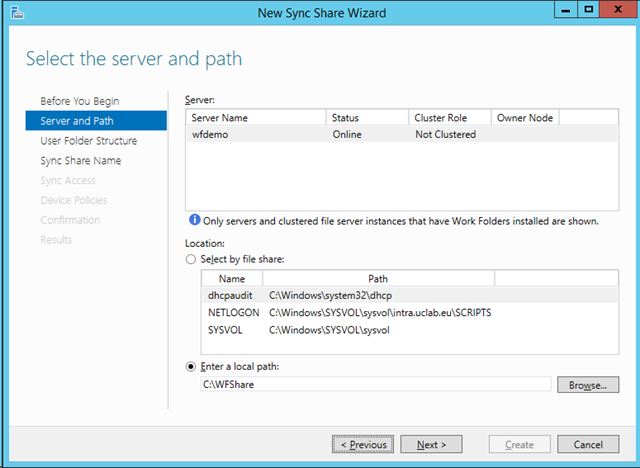 New Sync Share Wizard
Select the server and path
Before You Begin
Server and Path
User Folder Structure
Sync Share Name
Sync Access
Device Policies
Confirmation
Results
Server:
Server Name Status Cluster Role Owner Node
wfdemo Online Not Clustered
Only servers and clustered file server instances that have Work Folders installed are shown.
Location:
Select by file share:
Name Path
dhcpaudit C:\Windows\system32\dhcp
NETLOGON C:\Windows\SYSVOL\sysvol\intra.uclab.eu\SCRIPTS
SYSVOL C:\Windows\SYSVOL\sysvol
Enter a local path:
C:\WFShare Browse...
< Previous Next > Create Cancel